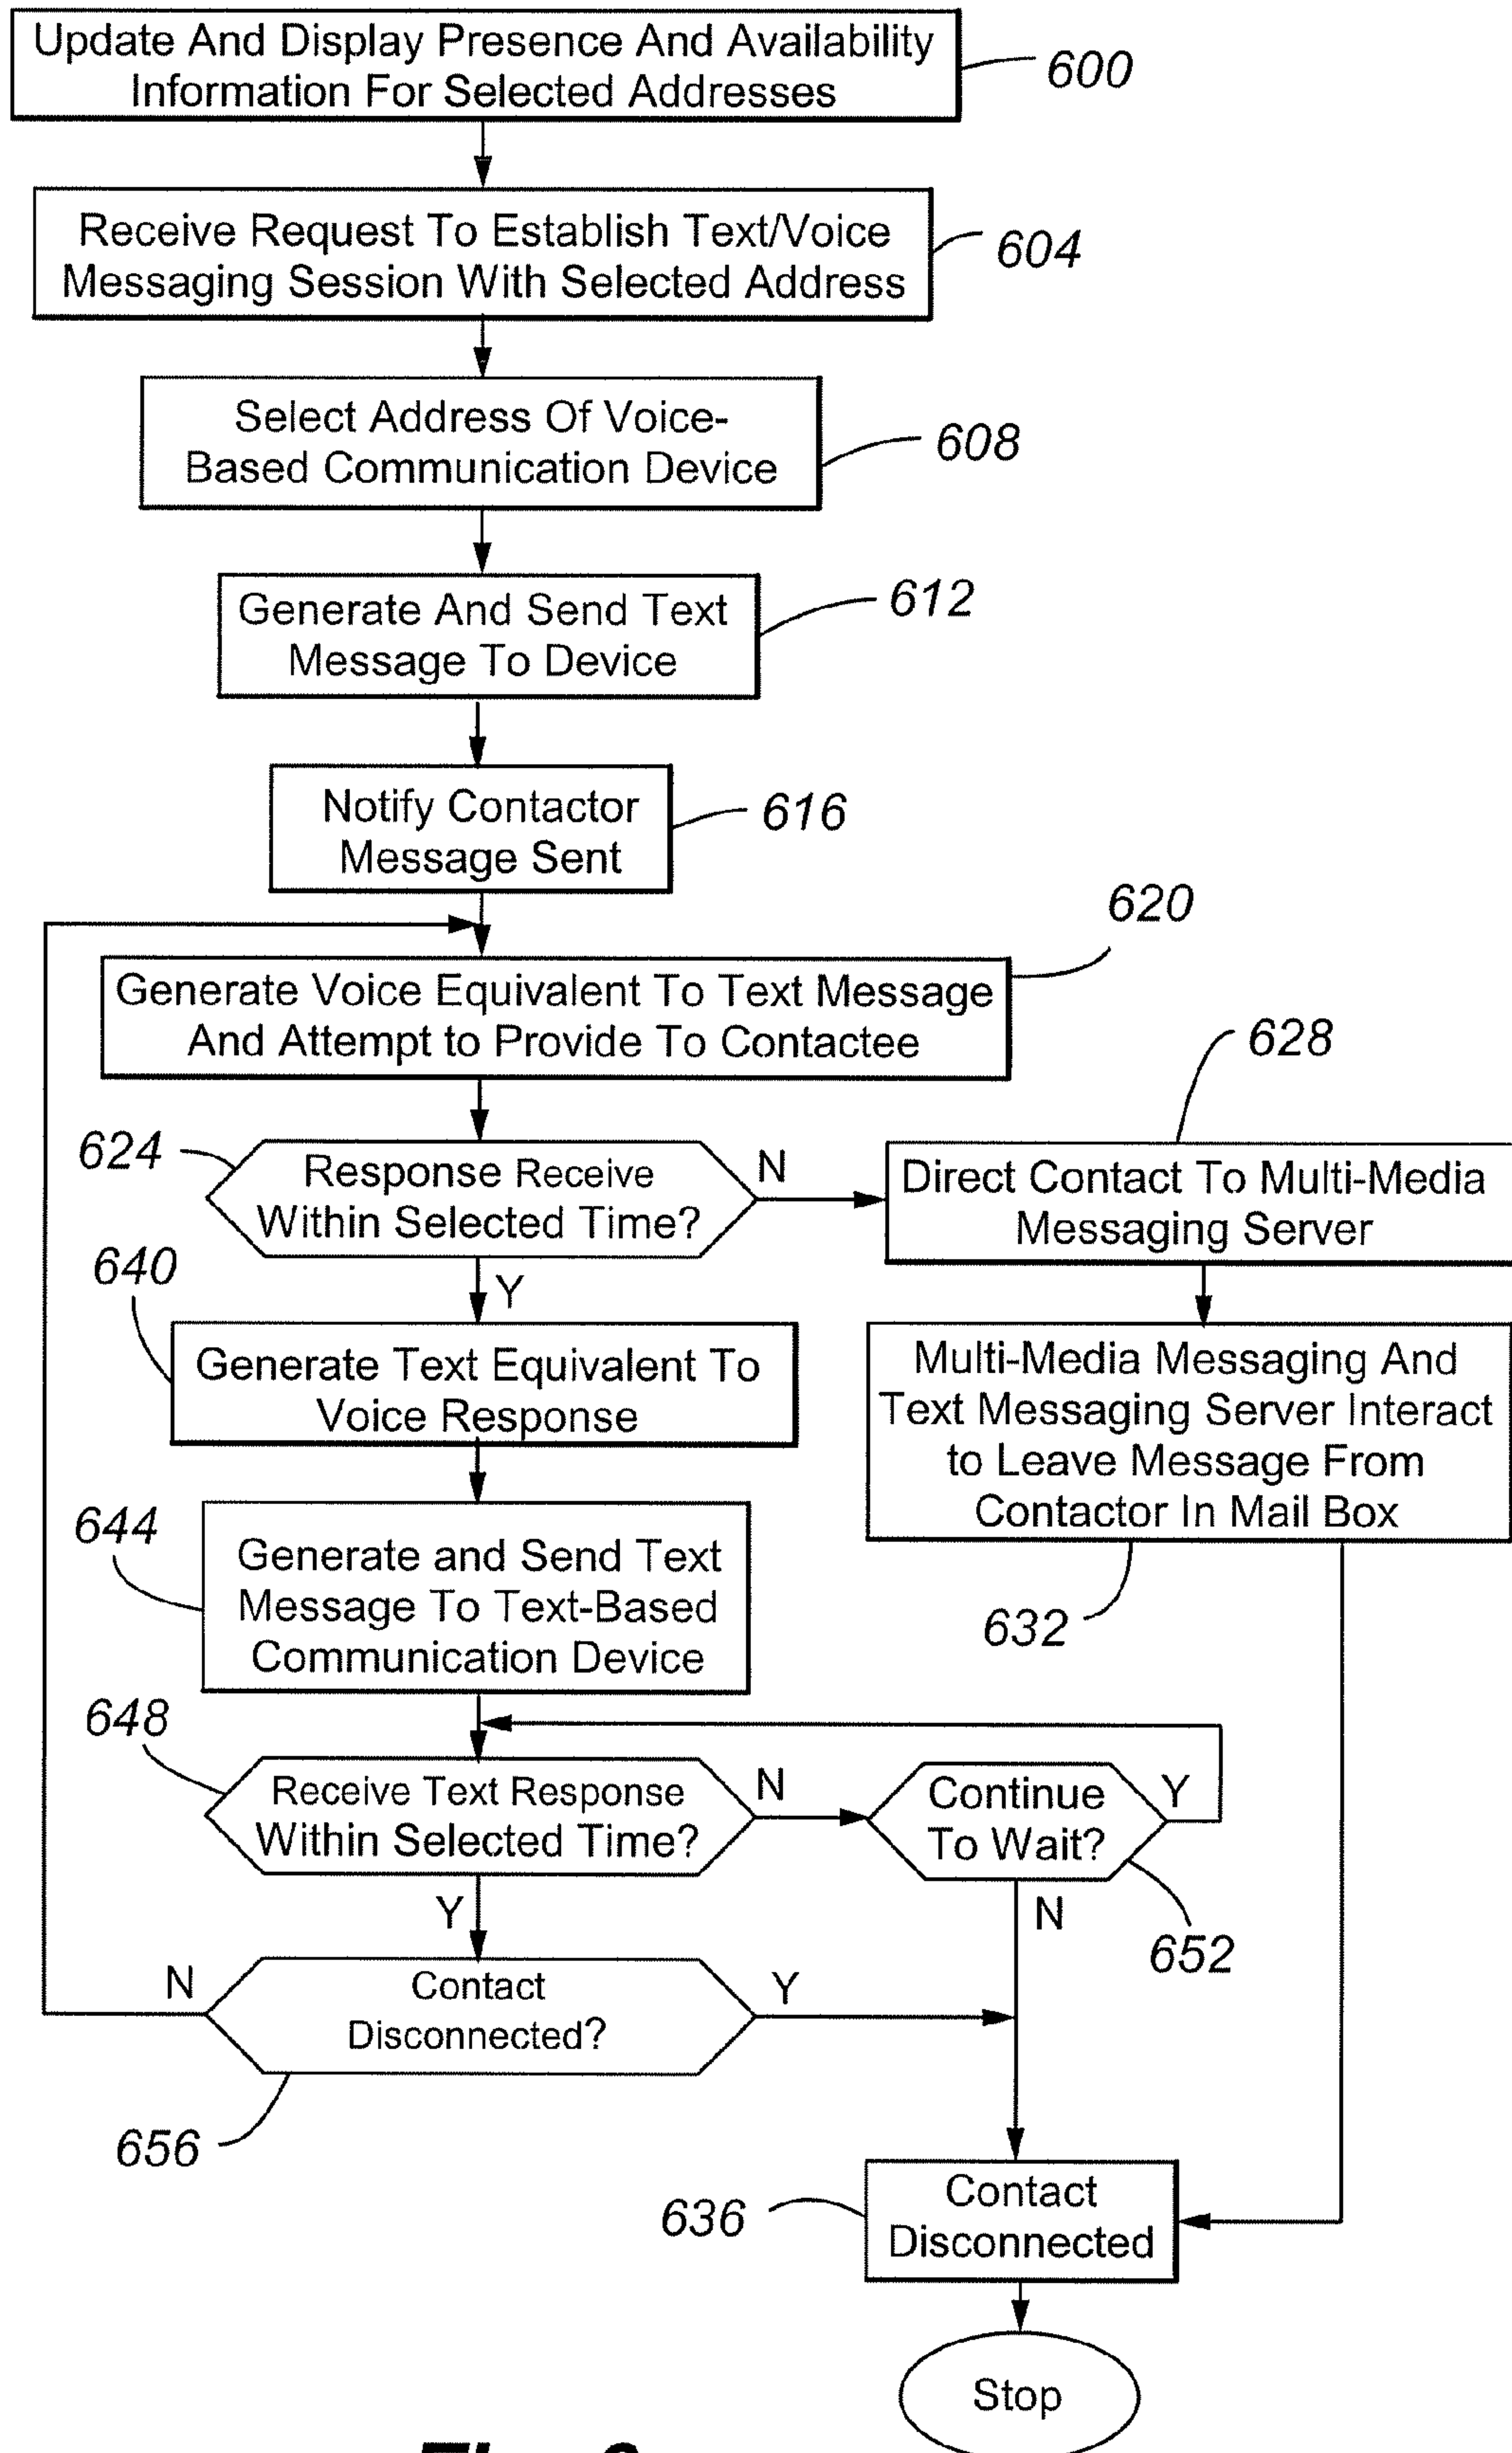 Update And Display Presence And Availability
Information For Selected Addresses
600
Receive Request To Establish Text/Voice
Messaging Session With Selected Address
604
Select Address Of Voice-
Based Communication Device
608
Generate And Send Text
Message To Device
612
Notify Contactor
Message Sent
616
620
Generate Voice Equivalent To Text Message
And Attempt to Provide To Contactee
628
624
Response Receive
Within Selected Time?
N
Direct Contact To Multi-Media
Messaging Server
640
Y
Generate Text Equivalent To
Voice Response
Multi-Media Messaging And
Text Messaging Server Interact
to Leave Message From
Contactor In Mail Box
644
Generate and Send Text
Message To Text-Based
Communication Device
632
648
Receive Text Response
Within Selected Time?
N
Continue
To Wait?
Y
Y
N
652
N
Contact
Disconnected?
Y
656
636
Contact
Disconnected
Stop